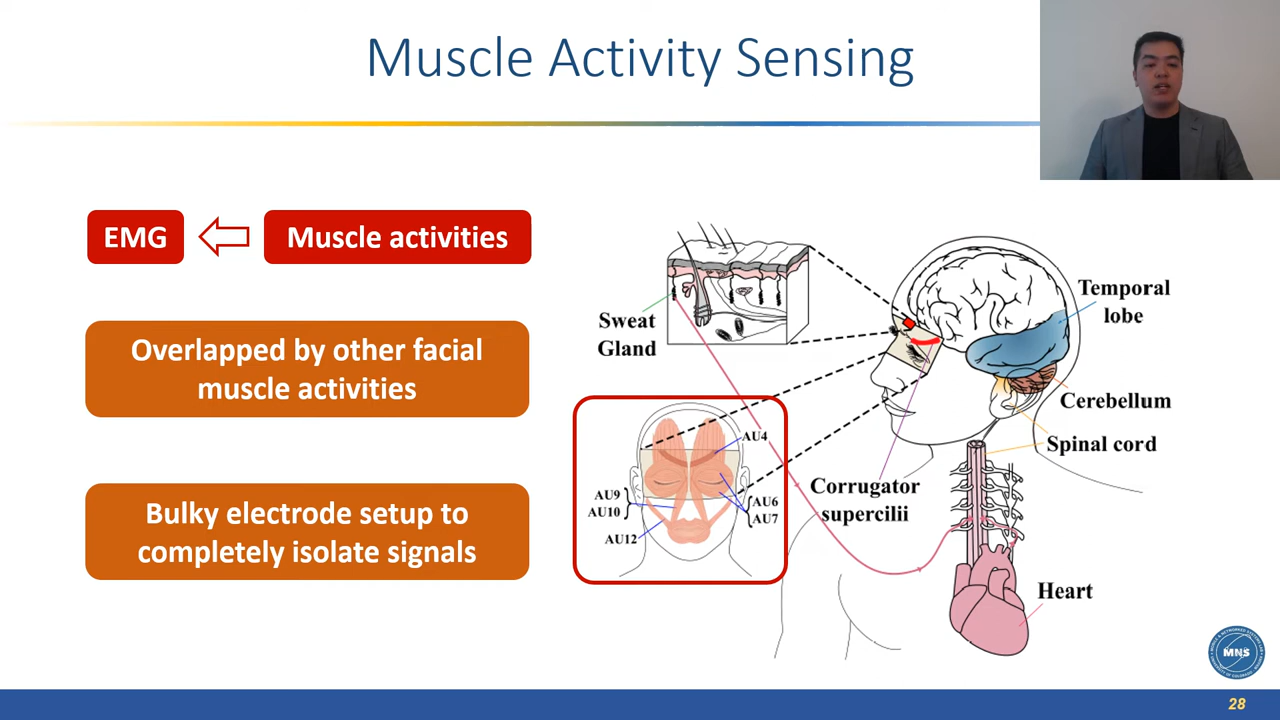 Muscle Activity Sensing
EMG
Muscle activities
Overlapped by other facial
muscle activities
Bulky electrode setup to
completely isolate signals
Sweat
Gland
Temporal
lobe
Cerebellum
Spinal cord
Corrugator
supercilii
Heart
AU4
AU9
AU10
AU12
AU6
AU7
MNS
28